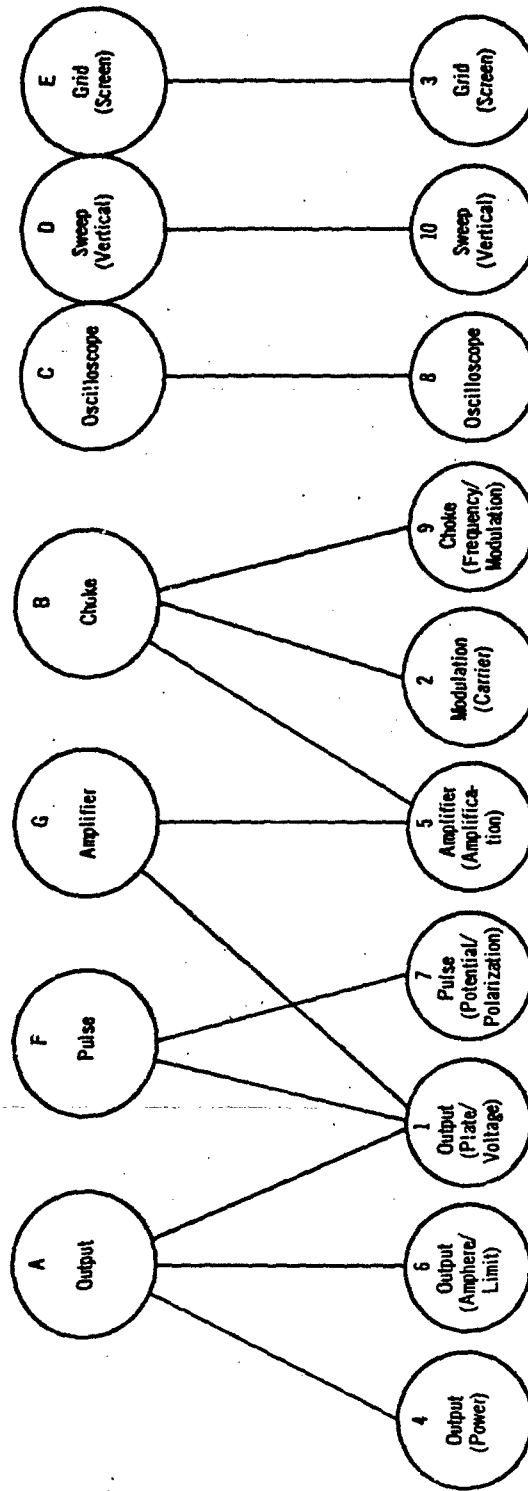 A
Output
F
Pulse
G
Amplifier
B
Choke
C
Oscilloscope
D
Sweep
(Vertical)
E
Grid
(Screen)
4
Output
(Power)
6
Output
(Amphere/
Limit)
1
Output
(Plate/
Voltage)
7
Pulse
(Potential/
Polarization)
5
Amplifier
(Amplifica-
tion)
2
Modulation
(Carrier)
9
Choke
(Frequency/
Modulation)
8
Oscilloscope
10
Sweep
(Vertical)
3
Grid
(Screen)